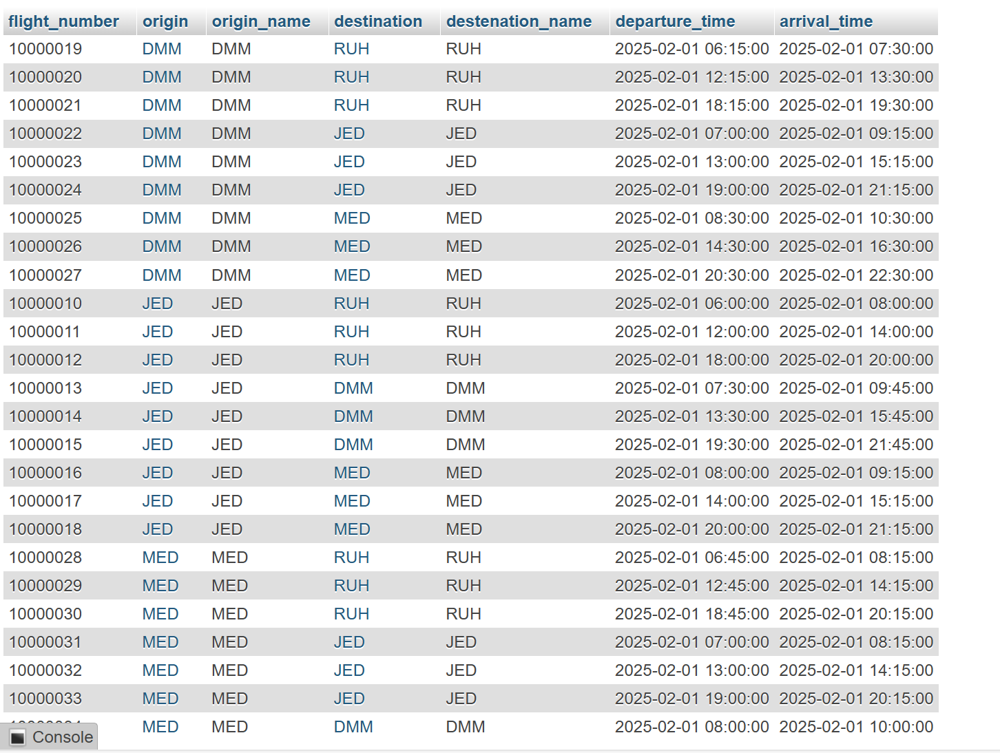 flight_number origin origin_name destination destenation_name departure_time arrival_time
10000019 DMM DMM RUH RUH 2025-02-01 06:15:00 2025-02-01 07:30:00
10000020 DMM DMM RUH RUH 2025-02-01 12:15:00 2025-02-01 13:30:00
10000021 DMM DMM RUH RUH 2025-02-01 18:15:00 2025-02-01 19:30:00
10000022 DMM DMM JED JED 2025-02-01 07:00:00 2025-02-01 09:15:00
10000023 DMM DMM JED JED 2025-02-01 13:00:00 2025-02-01 15:15:00
10000024 DMM DMM JED JED 2025-02-01 19:00:00 2025-02-01 21:15:00
10000025 DMM DMM MED MED 2025-02-01 08:30:00 2025-02-01 10:30:00
10000026 DMM DMM MED MED 2025-02-01 14:30:00 2025-02-01 16:30:00
10000027 DMM DMM MED MED 2025-02-01 20:30:00 2025-02-01 22:30:00
10000010 JED JED RUH RUH 2025-02-01 06:00:00 2025-02-01 08:00:00
10000011 JED JED RUH RUH 2025-02-01 12:00:00 2025-02-01 14:00:00
10000012 JED JED RUH RUH 2025-02-01 18:00:00 2025-02-01 20:00:00
10000013 JED JED DMM DMM 2025-02-01 07:30:00 2025-02-01 09:45:00
10000014 JED JED DMM DMM 2025-02-01 13:30:00 2025-02-01 15:45:00
10000015 JED JED DMM DMM 2025-02-01 19:30:00 2025-02-01 21:45:00
10000016 JED JED MED MED 2025-02-01 08:00:00 2025-02-01 09:15:00
10000017 JED JED MED MED 2025-02-01 14:00:00 2025-02-01 15:15:00
10000018 JED JED MED MED 2025-02-01 20:00:00 2025-02-01 21:15:00
10000028 MED MED RUH RUH 2025-02-01 06:45:00 2025-02-01 08:15:00
10000029 MED MED RUH RUH 2025-02-01 12:45:00 2025-02-01 14:15:00
10000030 MED MED RUH RUH 2025-02-01 18:45:00 2025-02-01 20:15:00
10000031 MED MED JED JED 2025-02-01 07:00:00 2025-02-01 08:15:00
10000032 MED MED JED JED 2025-02-01 13:00:00 2025-02-01 14:15:00
10000033 MED MED JED JED 2025-02-01 19:00:00 2025-02-01 20:15:00
MED MED DMM DMM 2025-02-01 08:00:00 2025-02-01 10:00:00
Console